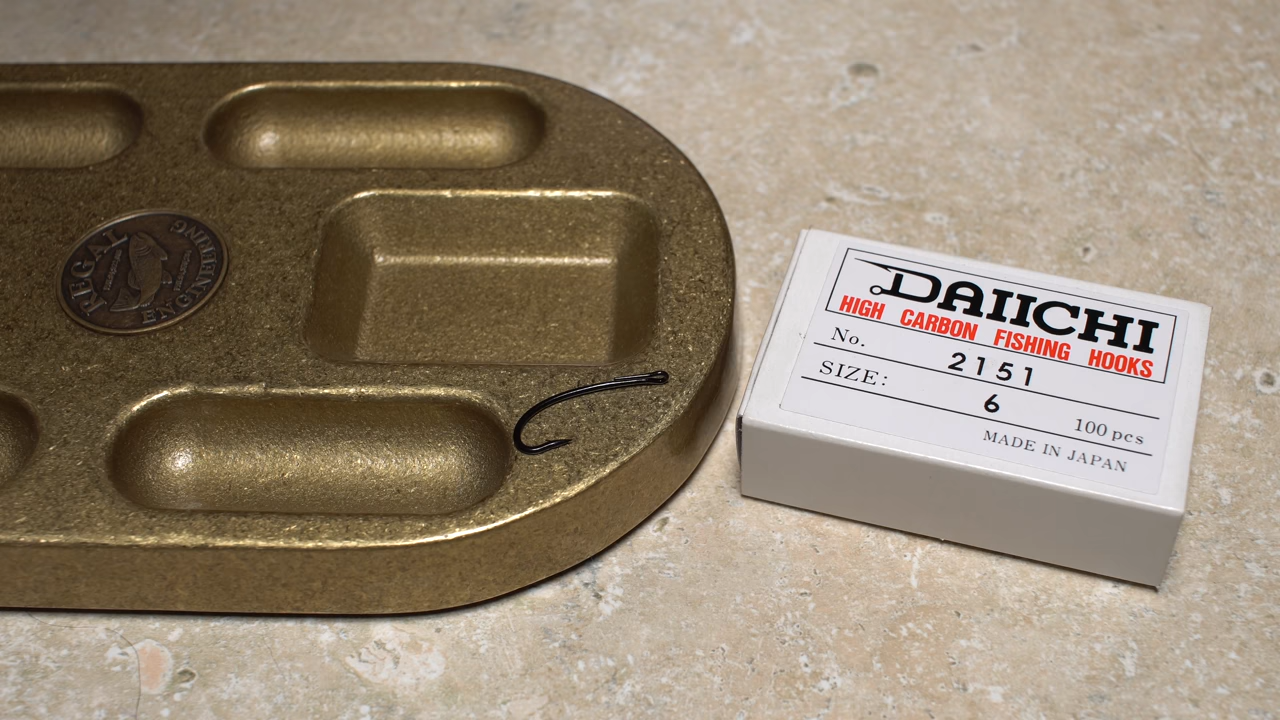 REGAL
ENGINEERING
DAIICHI
HIGH CARBON FISHING HOOKS
No. 2151
SIZE: 6
100 pcs
MADE IN JAPAN